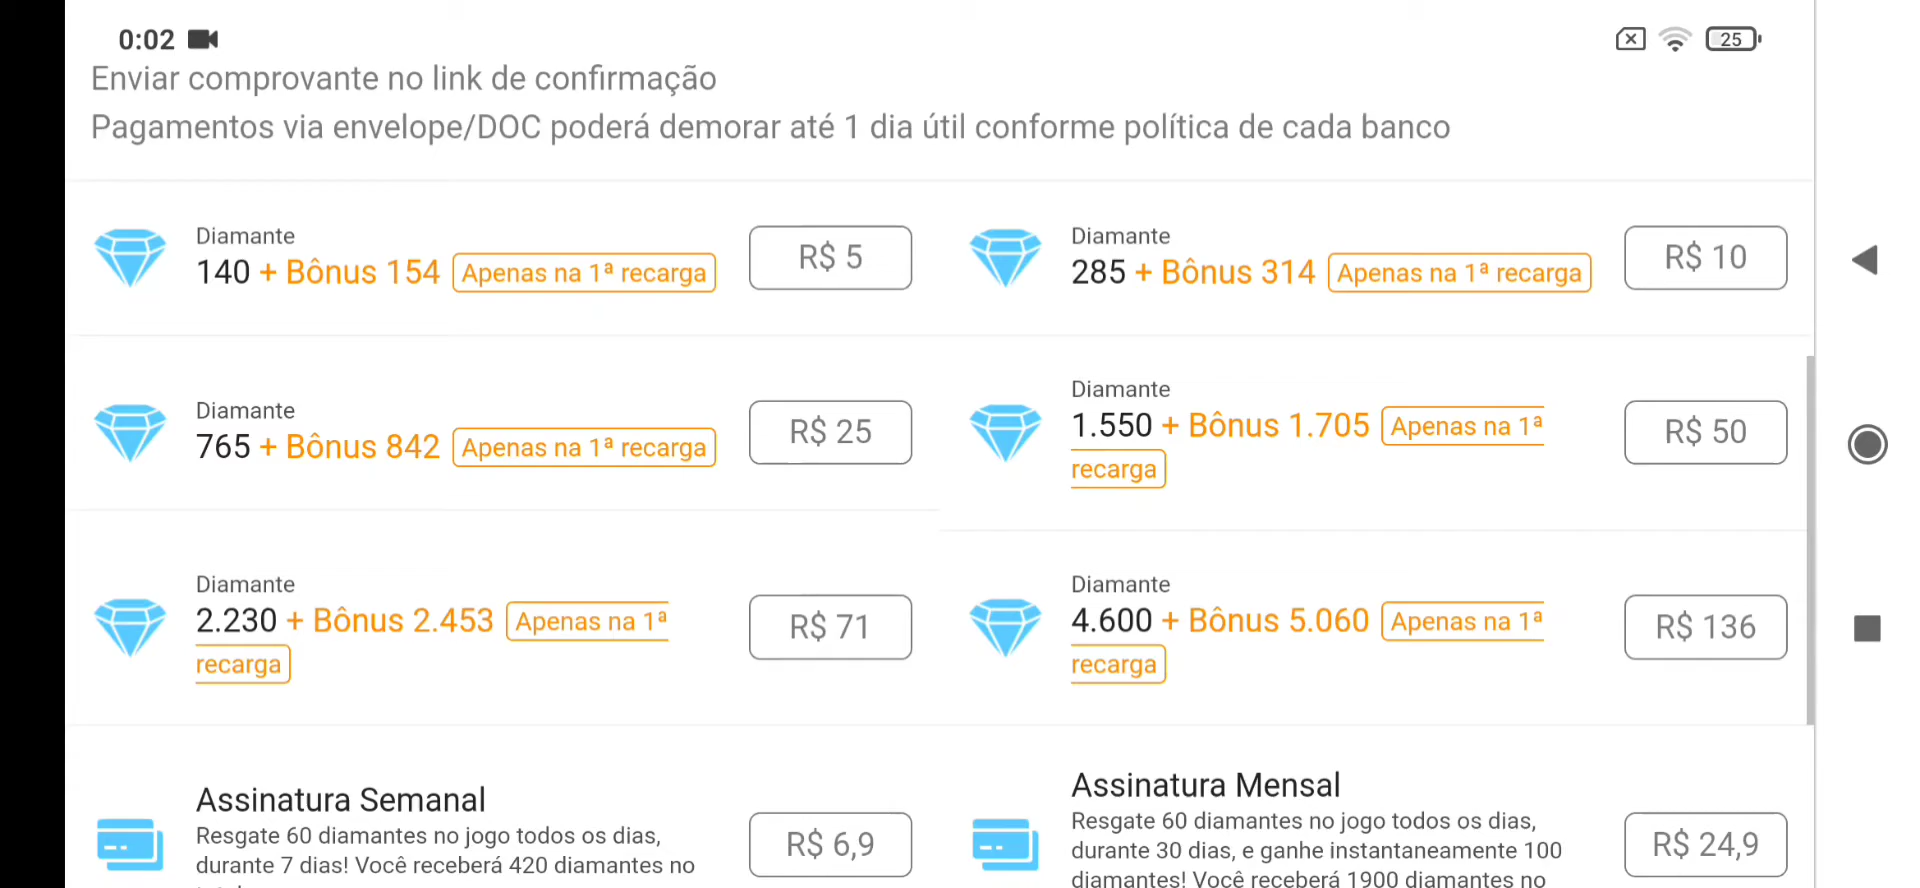 0:02
25
Enviar comprovante no link de confirmação
Pagamentos via envelope/DOC poderá demorar até 1 dia útil conforme política de cada banco
Diamante
140 + Bônus 154 Apenas na 1ª recarga
R$ 5
Diamante
285 + Bônus 314 Apenas na 1ª recarga
R$ 10
Diamante
765 + Bônus 842 Apenas na 1ª recarga
R$ 25
Diamante
1.550 + Bônus 1.705 Apenas na 1ª
recarga
R$ 50
Diamante
2.230 + Bônus 2.453 Apenas na 1ª
recarga
R$ 71
Diamante
4.600 + Bônus 5.060 Apenas na 1ª
recarga
R$ 136
Assinatura Semanal
Resgate 60 diamantes no jogo todos os dias,
durante 7 dias! Você receberá 420 diamantes no
R$ 6,9
Assinatura Mensal
Resgate 60 diamantes no jogo todos os dias,
durante 30 dias, e ganhe instantaneamente 100
diamantes! Você receberá 1900 diamantes no
R$ 24,9